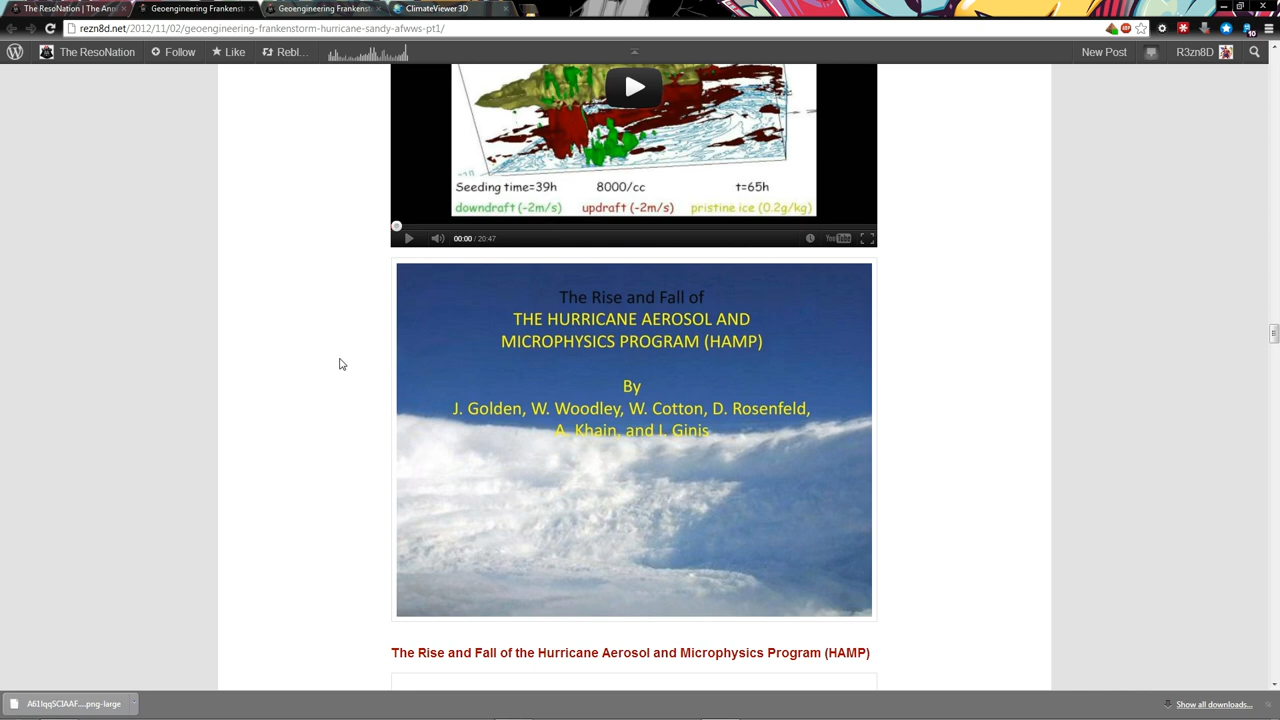 The ResoNation | The Ann
Geoengineering Frankenst
Geoengineering Frankenst
ClimateViewer 3D
rezn8d.net/2012/11/02/geoengineering-frankenstorm-hurricane-sandy-afwws-pt1/
10
The ResoNation Follow Like Rebl... New Post R3zn8D
Seeding time=39h 8000/cc t=65h
downdraft (-2m/s) updraft (-2m/s) pristine ice (0.2g/kg)
00:00 / 20:47 YouTube
The Rise and Fall of
THE HURRICANE AEROSOL AND
MICROPHYSICS PROGRAM (HAMP)
By
J. Golden, W. Woodley, W. Cotton, D. Rosenfeld,
A. Khain, and I. Ginis
The Rise and Fall of the Hurricane Aerosol and Microphysics Program (HAMP)
Show all downloads...